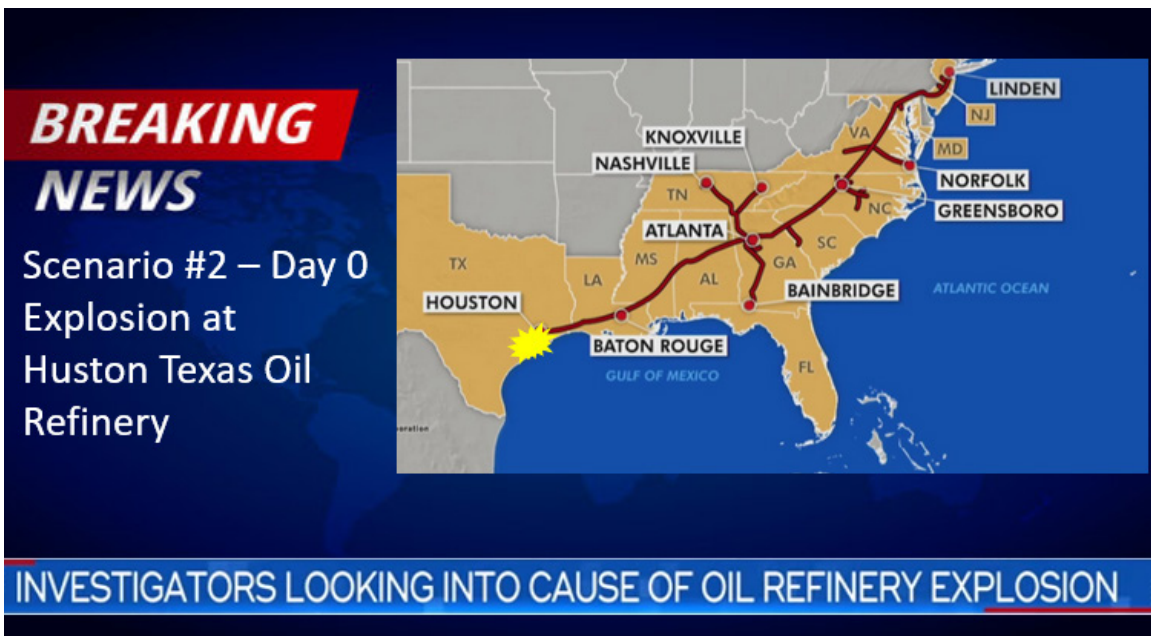 BREAKING
NEWS
Scenario #2 – Day 0
Explosion at
Huston Texas Oil
Refinery
LINDEN
NJ
KNOXVILLE
VA
MD
NASHVILLE
NORFOLK
TN
GREENSBORO
NC
ATLANTA
SC
TX
MS
LA
AL
GA
BAINBRIDGE
ATLANTIC OCEAN
HOUSTON
BATON ROUGE
FL
GULF OF MEXICO
INVESTIGATORS LOOKING INTO CAUSE OF OIL REFINERY EXPLOSION